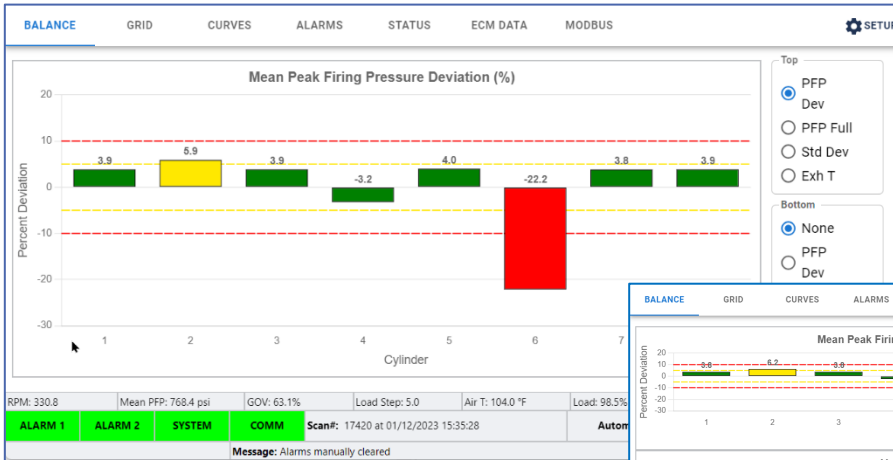 BALANCE GRID CURVES ALARMS STATUS ECM DATA MODBUS SETUP
Mean Peak Firing Pressure Deviation (%)
20
10
0
-10
-20
-30
Percent Deviation
3.9 5.9 3.9 -3.2 4.0 -22.2 3.8 3.9
1 2 3 4 5 6 7
Cylinder
Top
PFP
Dev
PFP Full
Std Dev
Exh T
Bottom
None
PFP
Dev
RPM: 330.8 Mean PFP: 768.4 psi GOV: 63.1% Load Step: 5.0 Air T: 104.0 °F Load: 98.5%
ALARM 1 ALARM 2 SYSTEM COMM Scan#: 17420 at 01/12/2023 15:35:28 Autom
Message: Alarms manually cleared
BALANCE GRID CURVES ALARMS
Mean Peak Firi
20
10
0
-10
-20
-30
Percent Deviation
6.2
1 2 3